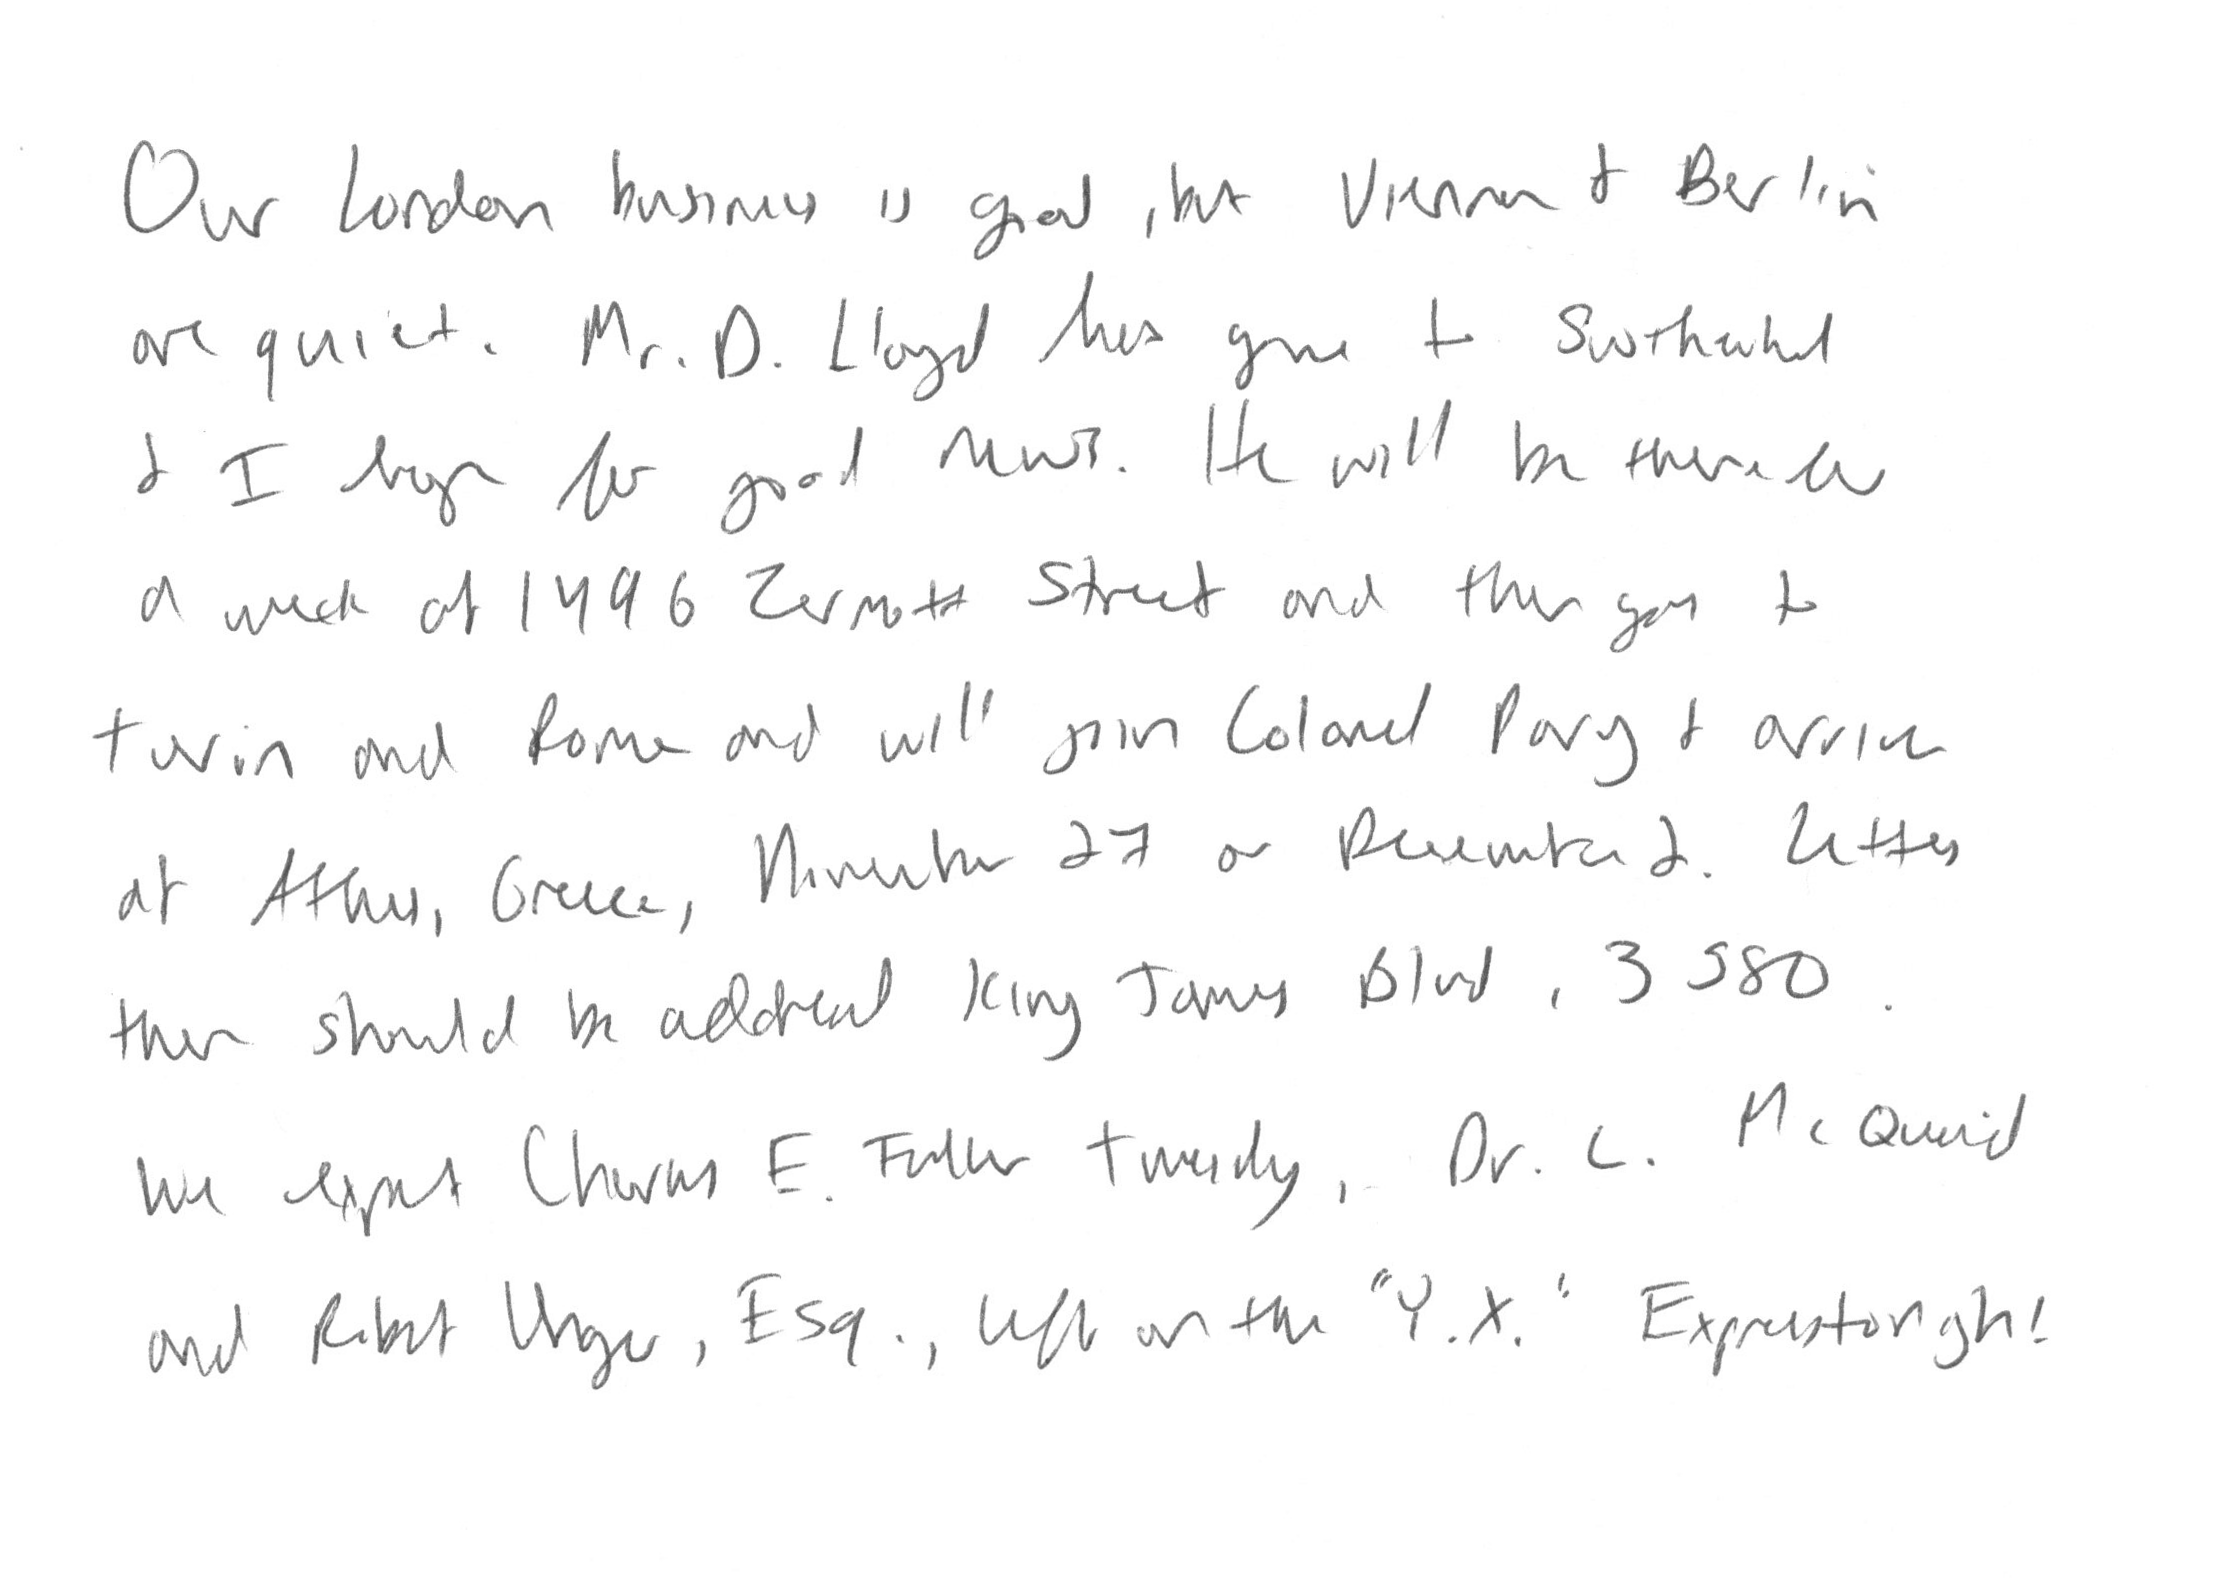 Our London business is good, but Vienna & Berlin
are quiet. Mr. D. Lloyd has gone to Switzerland
& I hope for good news. He will be there for
a week at 1496 Zermott Street and then goes to
Turin and Rome and will join Colonel Parry & arrive
at Athens, Greece, November 27 or December 2. Letters
there should be addressed King James Blvd, 3580.
We expect Charles E. Fuller Tuesday, Dr. L. McQuaid
and Robert Unger, Esq., left on the "Y.X." Express tonight!